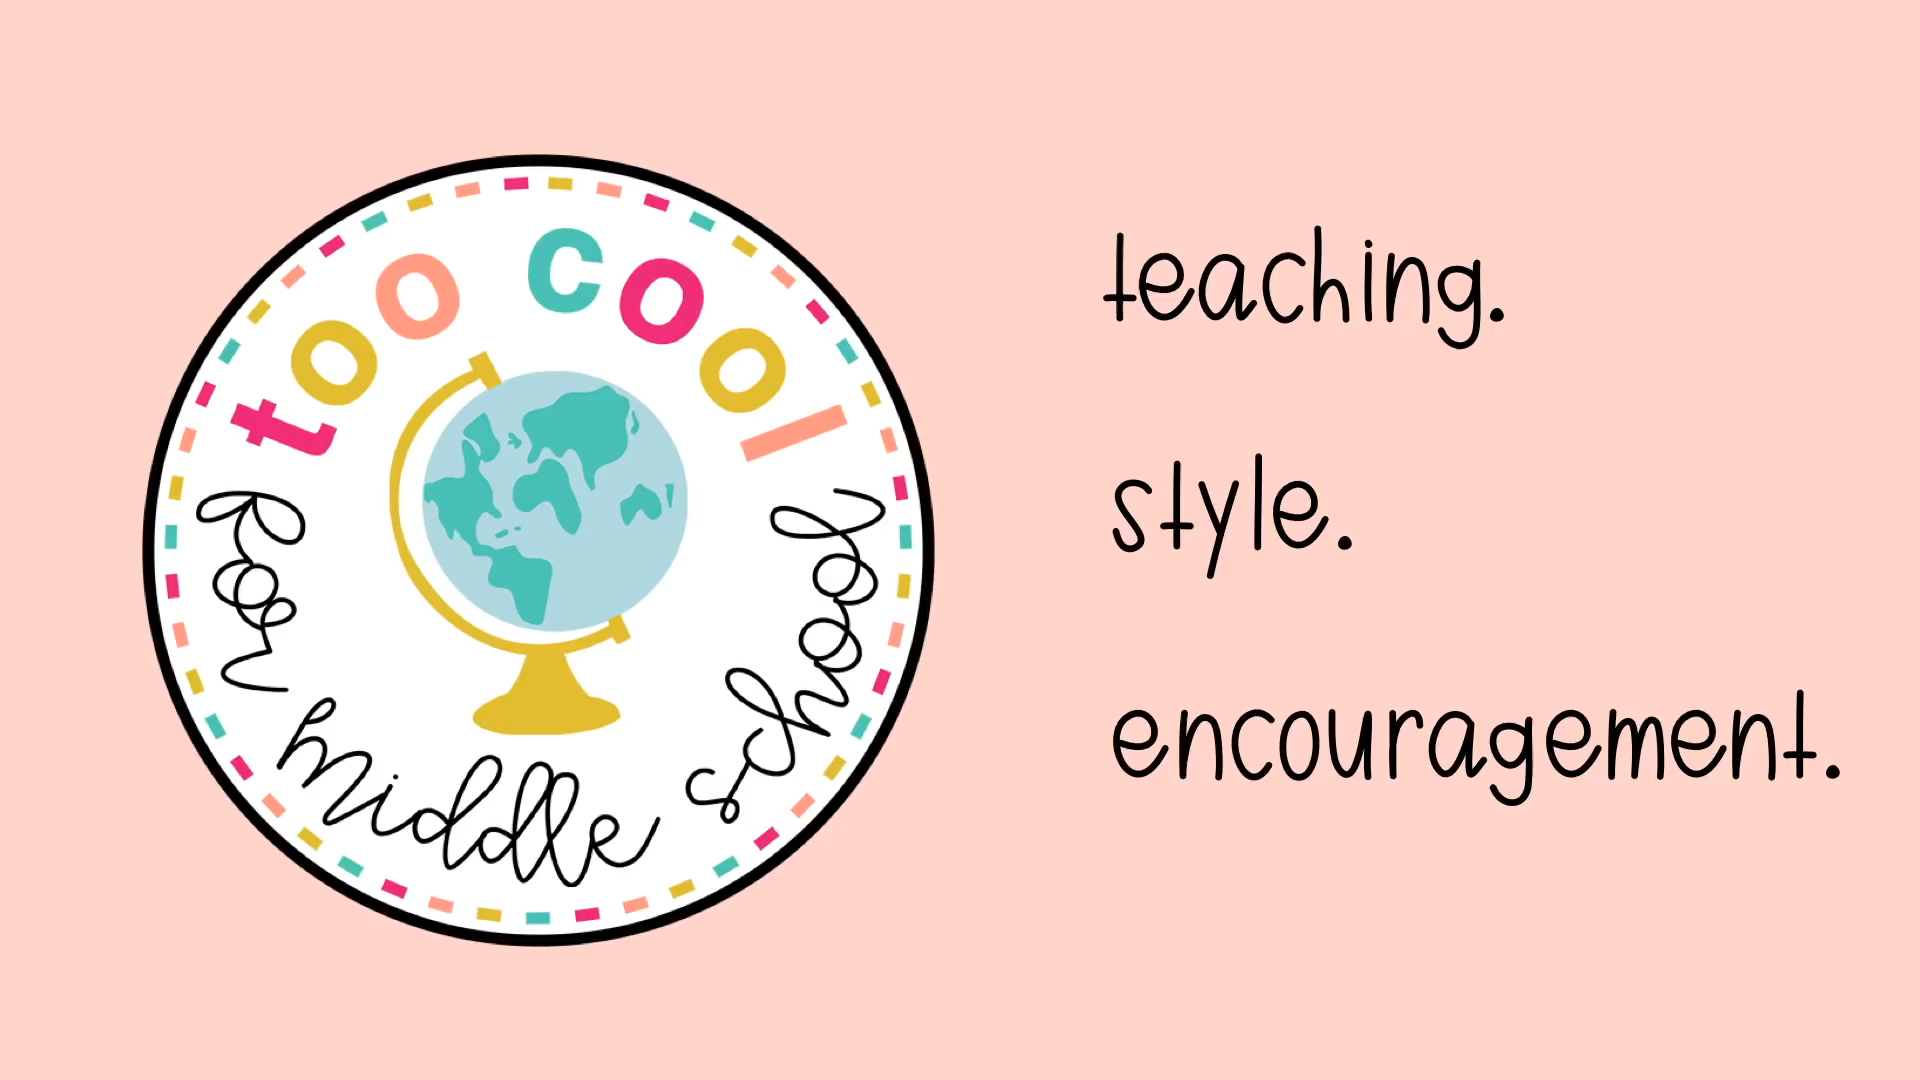 too cool
for middle school
teaching.
style.
encouragement.